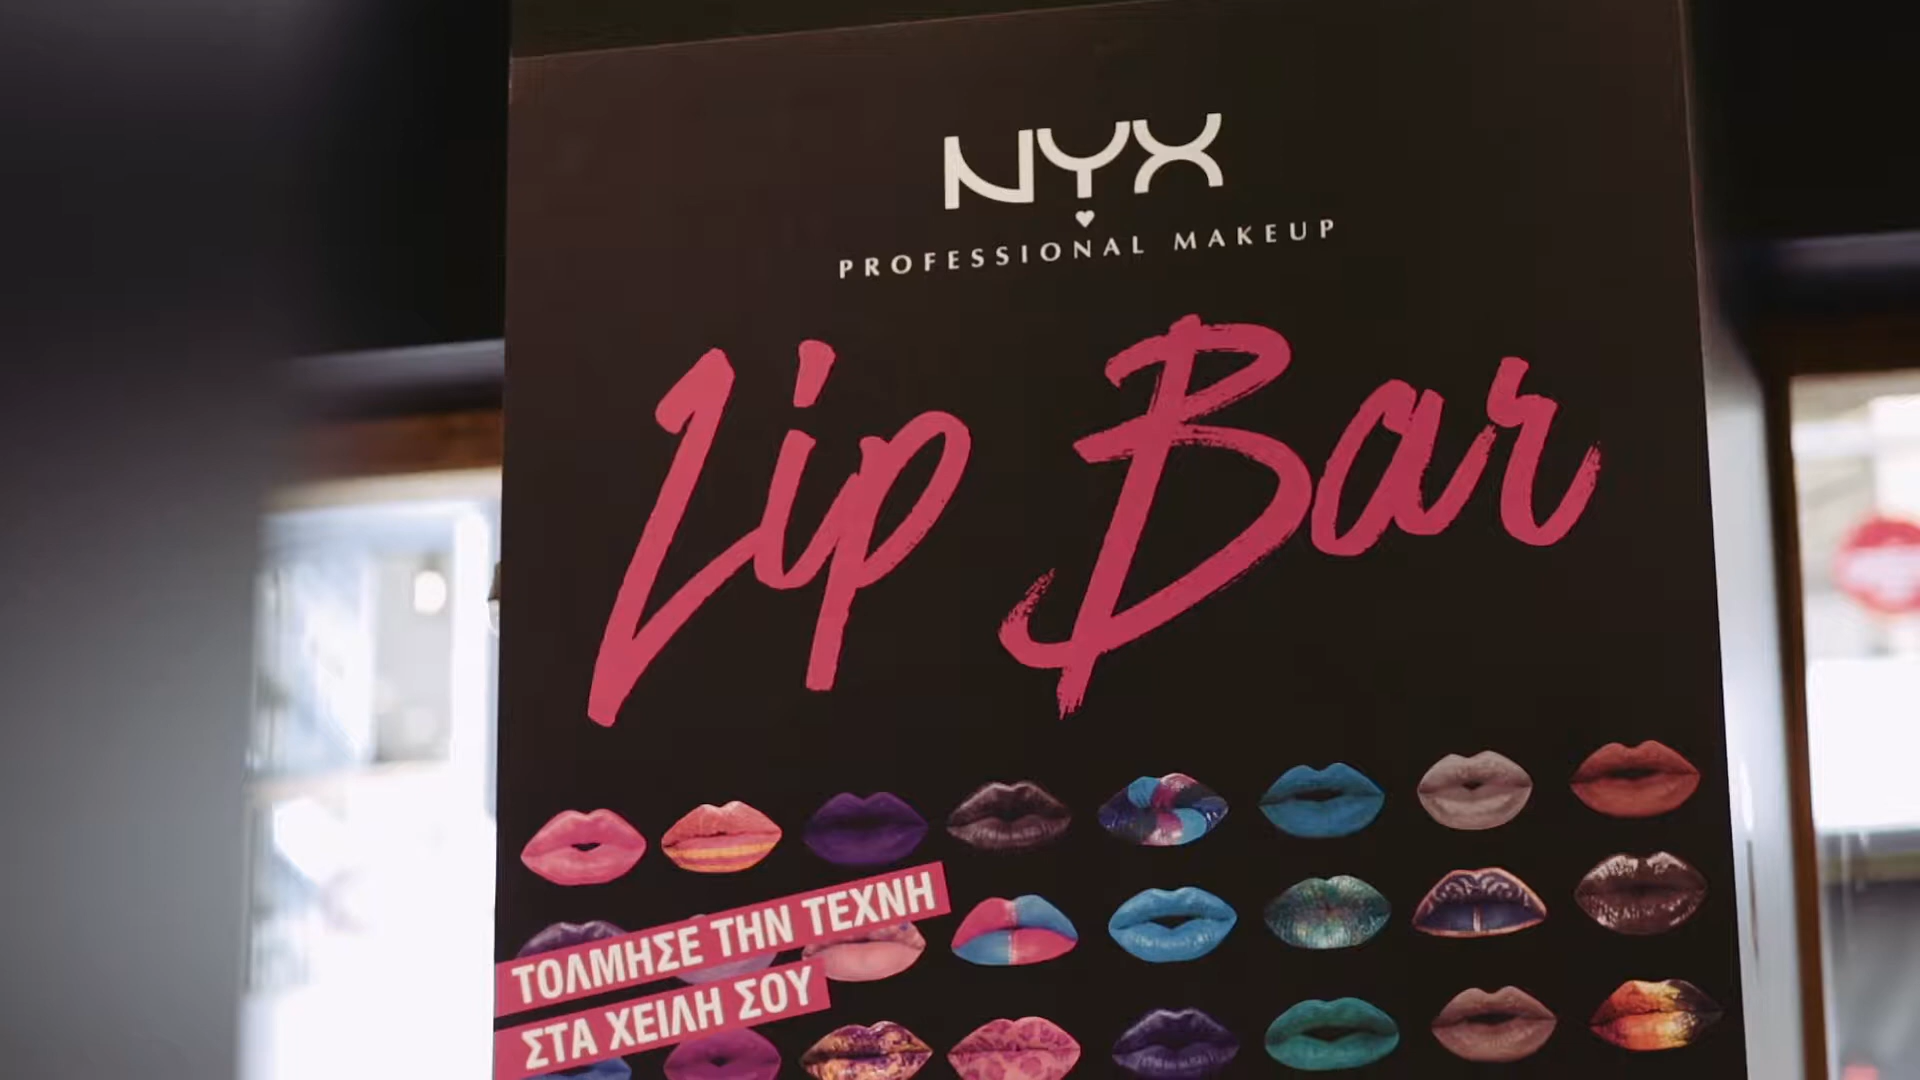 NYX
PROFESSIONAL MAKEUP
Lip Bar
ΤΟΛΜΗΣΕ ΤΗΝ ΤΕΧΝΗ
ΣΤΑ ΧΕΙΛΗ ΣΟΥ